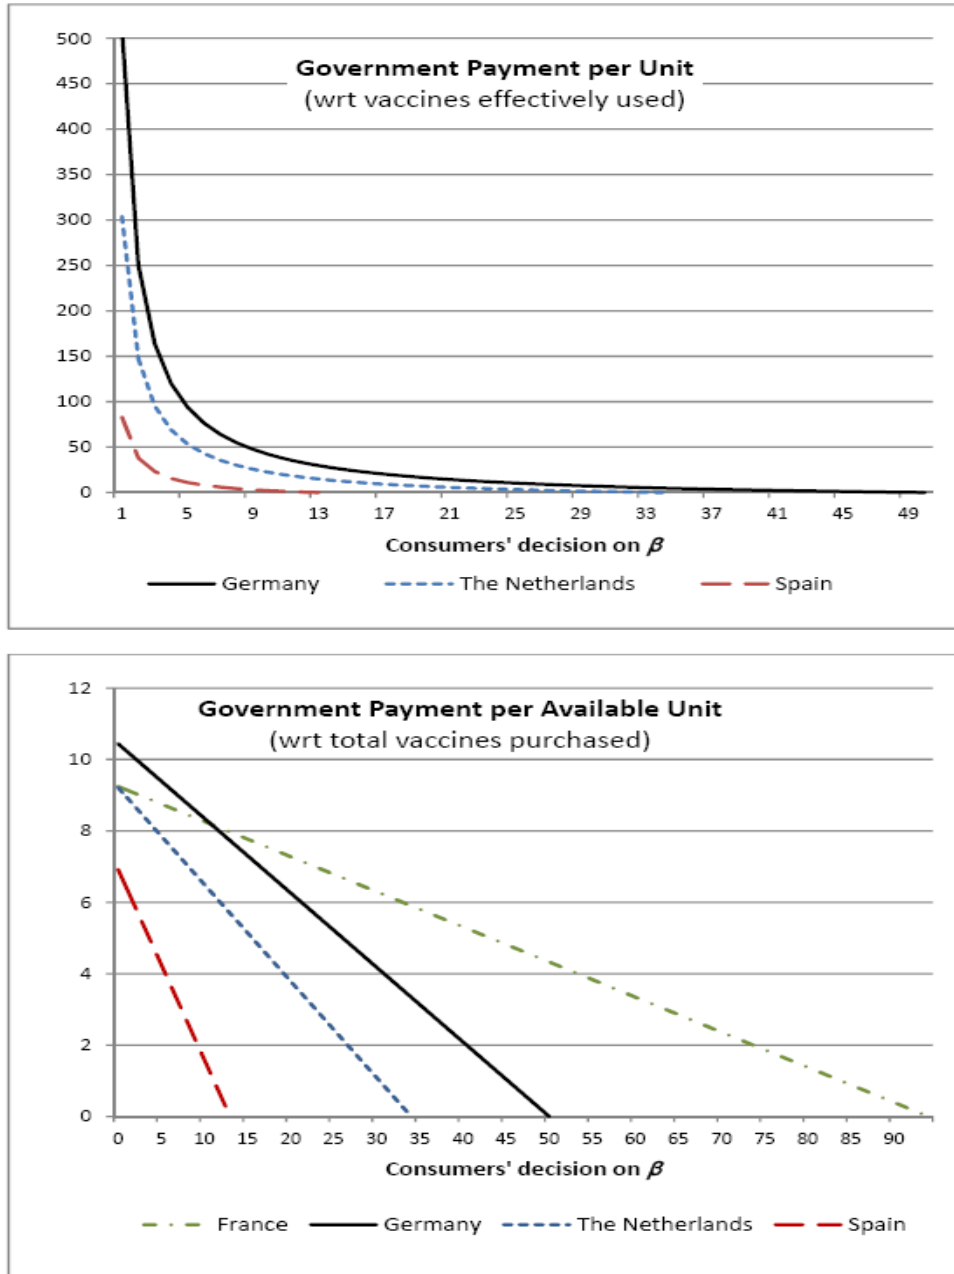 Government Payment per Unit
(wrt vaccines effectively used)
500
450
400
350
300
250
200
150
100
50
0
1 5 9 13 17 21 25 29 33 37 41 45 49
Consumers' decision on β
Germany The Netherlands Spain
Government Payment per Available Unit
(wrt total vaccines purchased)
12
10
8
6
4
2
0
0 5 10 15 20 25 30 35 40 45 50 55 60 65 70 75 80 85 90
Consumers' decision on β
France Germany The Netherlands Spain